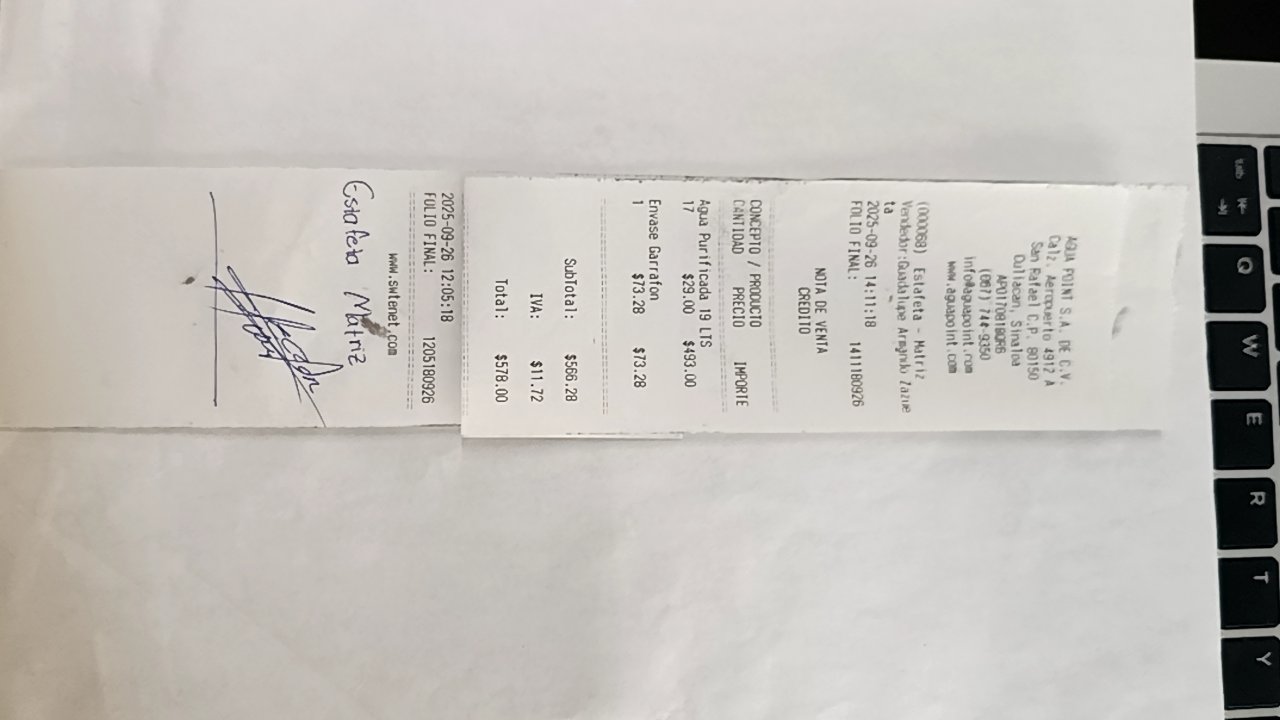 AQUA POINT S.A. DE C.V.
Calz. Aeropuerto 4912 A
San Rafael C.P. 80150
Culiacan, Sinaloa
APO170818QR6
(667) 744-9350
info@aquapoint.com
www.aquapoint.com
(000068) Estafeta - Matriz
Vendedor:Guadalupe Armando Zazue
ta
2025-09-26 14:11:18
FOLIO FINAL: 1411180926
NOTA DE VENTA
CREDITO
CONCEPTO / PRODUCTO
CANTIDAD PRECIO IMPORTE
Agua Purificada 19 LTS
17 $29.00 $493.00
Envase Garrafon
1 $73.28 $73.28
SubTotal: $566.28
IVA: $11.72
Total: $578.00
2025-09-26 12:05:18
FOLIO FINAL: 1205180926
www.swtenet.com
Estafeta Matriz
tab
Q
W
E
R
T
Y